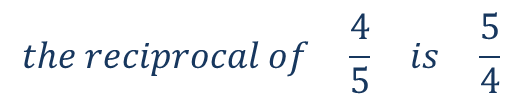 the reciprocal of 4/5 is 5/4